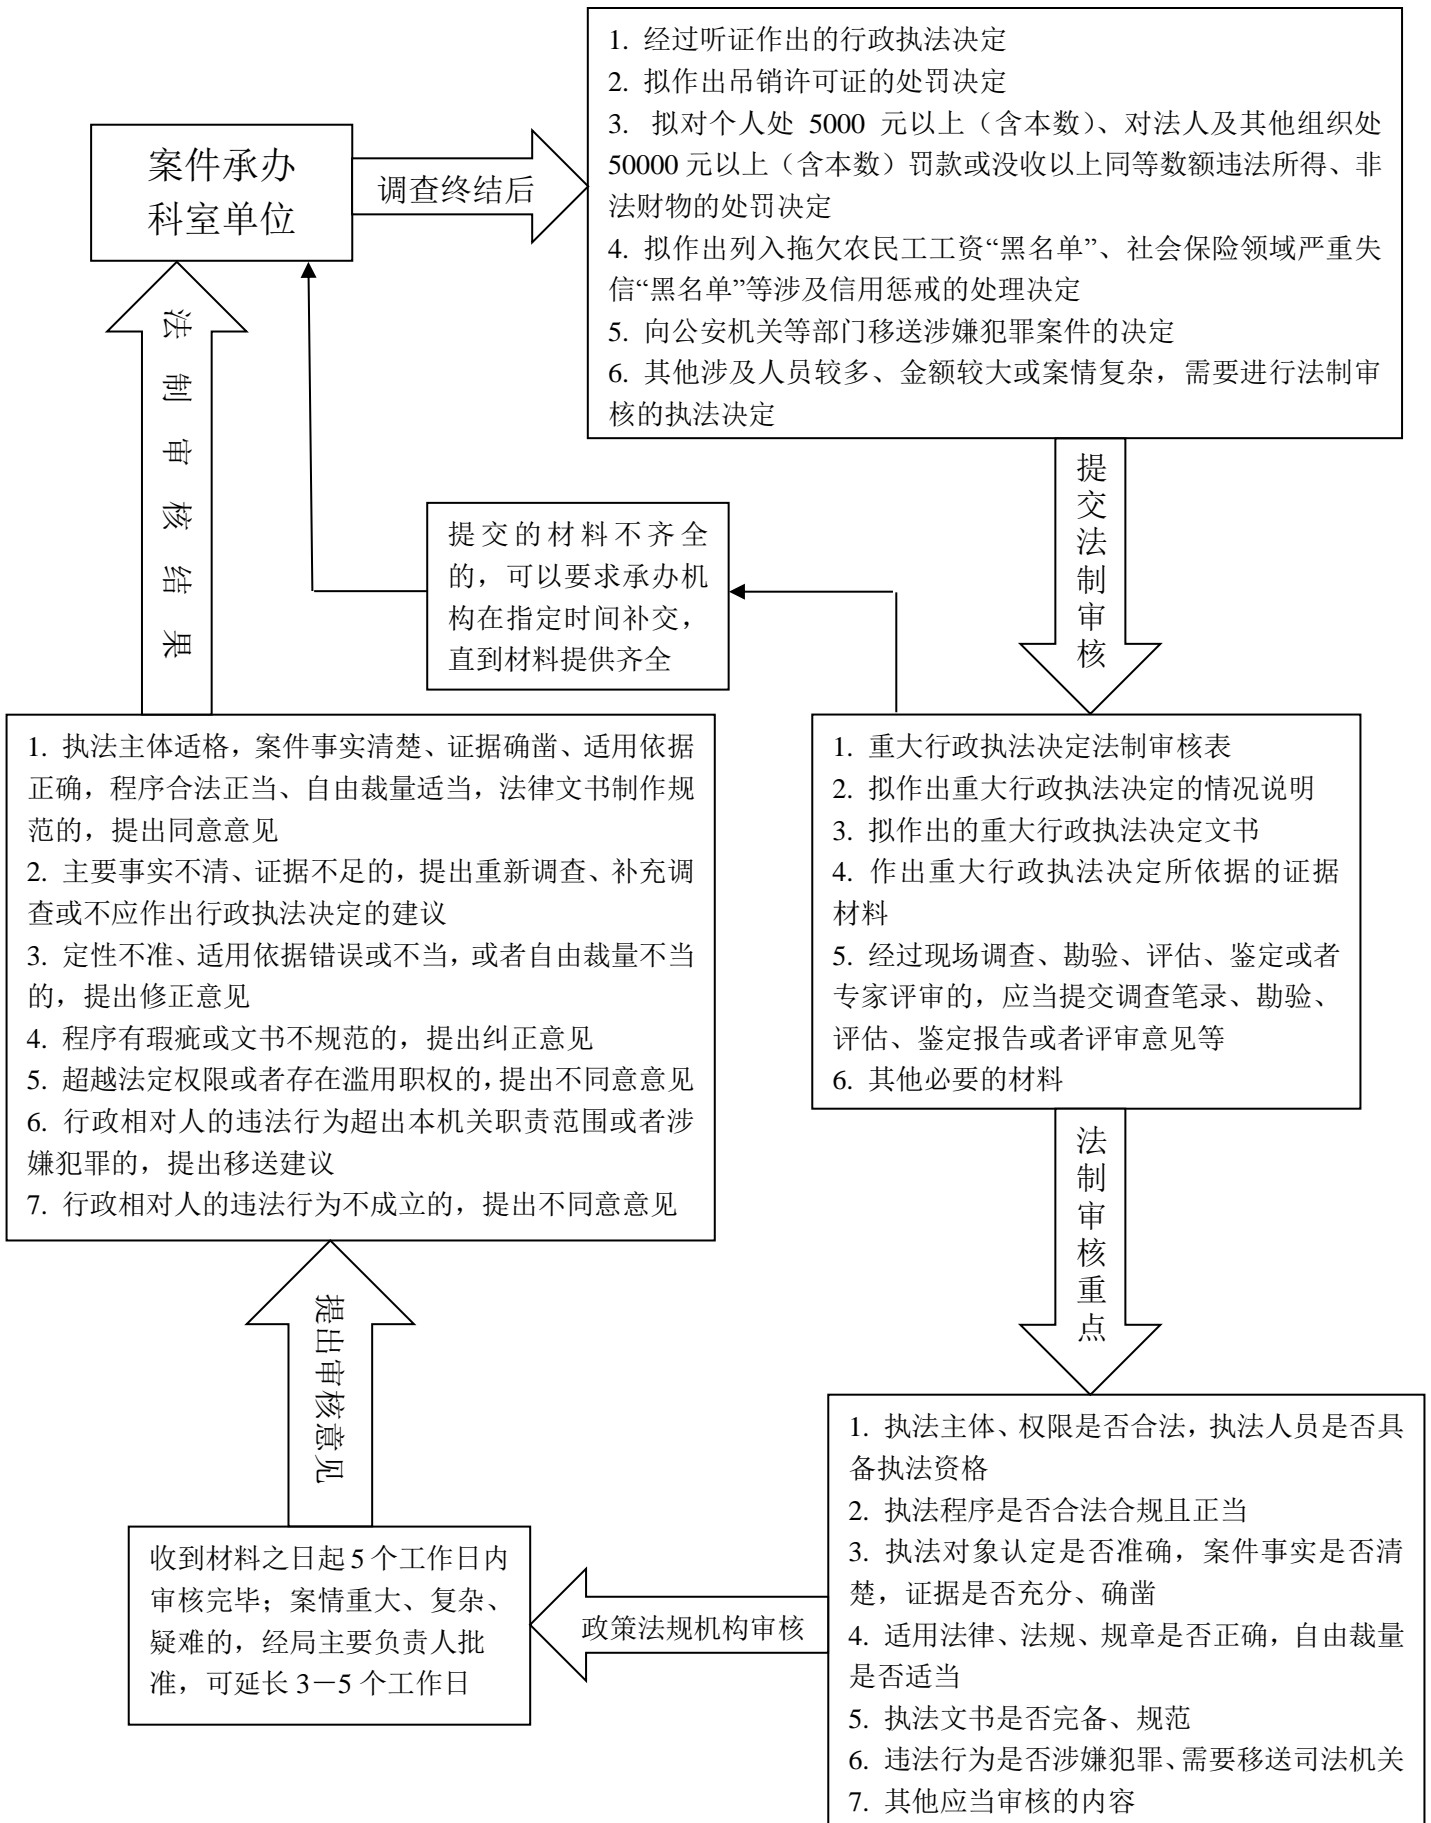 案件承办
科室单位
调查终结后
1. 经过听证作出的行政执法决定
2. 拟作出吊销许可证的处罚决定
3. 拟对个人处 5000 元以上（含本数）、对法人及其他组织处
50000 元以上（含本数）罚款或没收以上同等数额违法所得、非
法财物的处罚决定
4. 拟作出列入拖欠农民工工资“黑名单”、社会保险领域严重失
信“黑名单”等涉及信用惩戒的处理决定
5. 向公安机关等部门移送涉嫌犯罪案件的决定
6. 其他涉及人员较多、金额较大或案情复杂，需要进行法制审
核的执法决定
提交法制审核
1. 重大行政执法决定法制审核表
2. 拟作出重大行政执法决定的情况说明
3. 拟作出的重大行政执法决定文书
4. 作出重大行政执法决定所依据的证据
材料
5. 经过现场调查、勘验、评估、鉴定或者
专家评审的，应当提交调查笔录、勘验、
评估、鉴定报告或者评审意见等
6. 其他必要的材料
提交的材料不齐全
的，可以要求承办机
构在指定时间补交，
直到材料提供齐全
法制审核重点
1. 执法主体、权限是否合法，执法人员是否具
备执法资格
2. 执法程序是否合法合规且正当
3. 执法对象认定是否准确，案件事实是否清
楚，证据是否充分、确凿
4. 适用法律、法规、规章是否正确，自由裁量
是否适当
5. 执法文书是否完备、规范
6. 违法行为是否涉嫌犯罪、需要移送司法机关
7. 其他应当审核的内容
政策法规机构审核
收到材料之日起 5 个工作日内
审核完毕；案情重大、复杂、
疑难的，经局主要负责人批
准，可延长 3－5 个工作日
提出审核意见
1. 执法主体适格，案件事实清楚、证据确凿、适用依据
正确，程序合法正当、自由裁量适当，法律文书制作规
范的，提出同意意见
2. 主要事实不清、证据不足的，提出重新调查、补充调
查或不应作出行政执法决定的建议
3. 定性不准、适用依据错误或不当，或者自由裁量不当
的，提出修正意见
4. 程序有瑕疵或文书不规范的，提出纠正意见
5. 超越法定权限或者存在滥用职权的，提出不同意意见
6. 行政相对人的违法行为超出本机关职责范围或者涉
嫌犯罪的，提出移送建议
7. 行政相对人的违法行为不成立的，提出不同意意见
法制审核结果